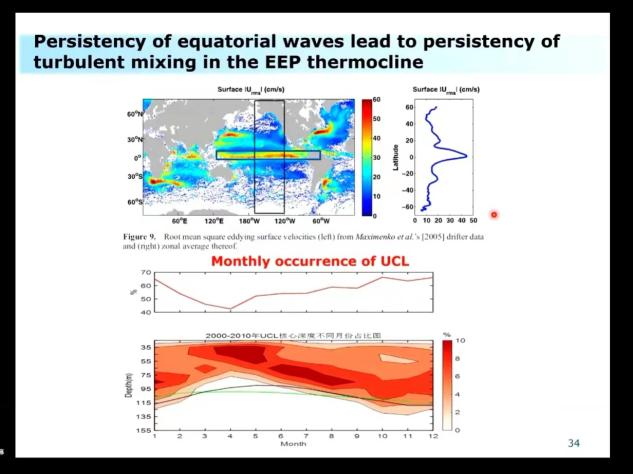 Persistency of equatorial waves lead to persistency of
turbulent mixing in the EEP thermocline
Surface |Urms| (cm/s)
Surface |Urms| (cm/s)
60°N
30°N
0°
30°S
60°S
60°E 120°E 180°W 120°W 60°W
60
50
40
30
20
10
0
Latitude
60
40
20
0
−20
−40
−60
0 10 20 30 40 50
Figure 9. Root mean square eddying surface velocities (left) from Maximenko et al.'s [2005] drifter data
and (right) zonal average thereof.
Monthly occurrence of UCL
%
70
60
50
40
2000-2010年UCL核心深度不同月份占比图
Depth(m)
35
55
75
95
115
135
155
1 2 3 4 5 6 7 8 9 10 11 12
Month
%
10
8
6
4
2
0
34